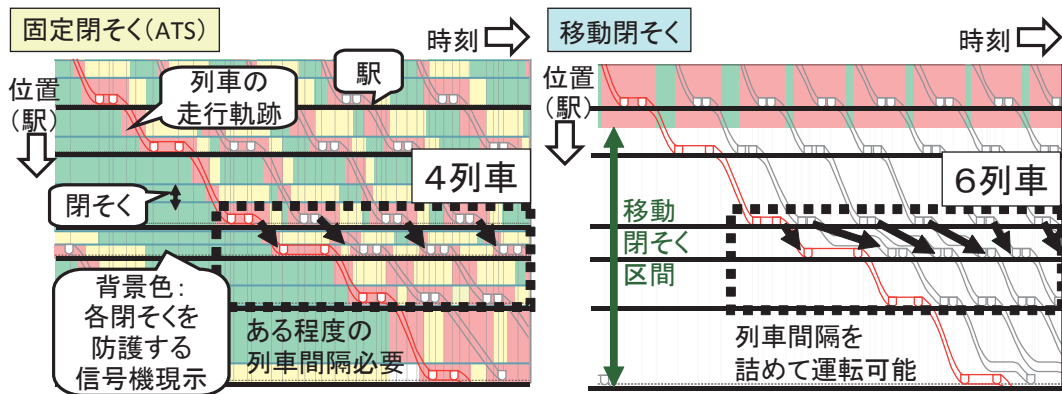 固定閉そく(ATS)
時刻
位置
(駅)
列車の
走行軌跡
駅
4列車
閉そく
背景色:
各閉そくを
防護する
信号機現示
ある程度の
列車間隔必要
移動閉そく
時刻
位置
(駅)
6列車
移動
閉そく
区間
列車間隔を
詰めて運転可能